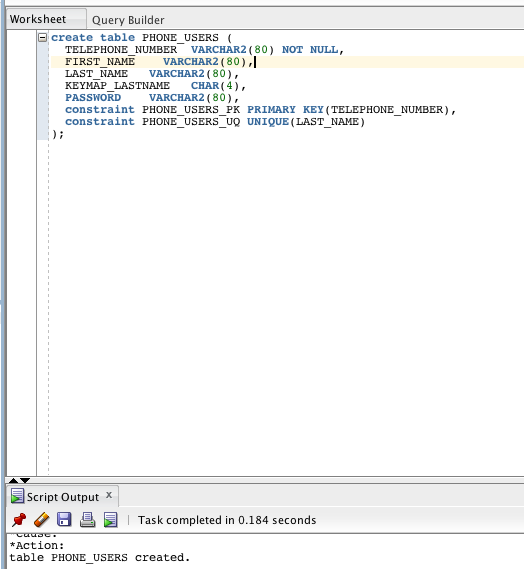 Worksheet Query Builder
create table PHONE_USERS (
TELEPHONE_NUMBER VARCHAR2(80) NOT NULL,
FIRST_NAME VARCHAR2(80),
LAST_NAME VARCHAR2(80),
KEYMAP_LASTNAME CHAR(4),
PASSWORD VARCHAR2(80),
constraint PHONE_USERS_PK PRIMARY KEY(TELEPHONE_NUMBER),
constraint PHONE_USERS_UQ UNIQUE(LAST_NAME)
);
Script Output x
Task completed in 0.184 seconds
*Cause:
*Action:
table PHONE_USERS created.